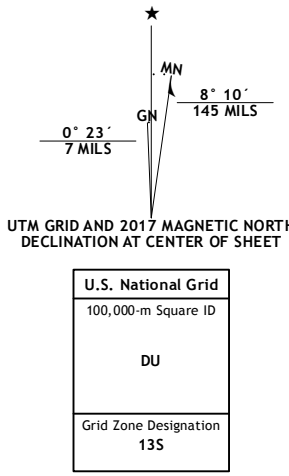 ★
MN
GN
8° 10´
145 MILS
0° 23´
7 MILS
UTM GRID AND 2017 MAGNETIC NORTH
DECLINATION AT CENTER OF SHEET
U.S. National Grid
100,000-m Square ID
DU
Grid Zone Designation
13S